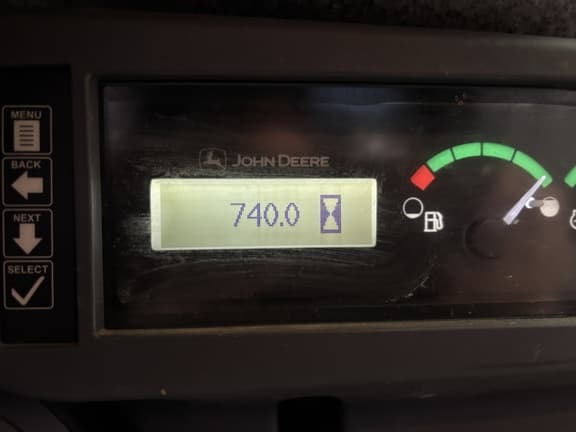 MENU
BACK
NEXT
SELECT
JOHN DEERE
740.0